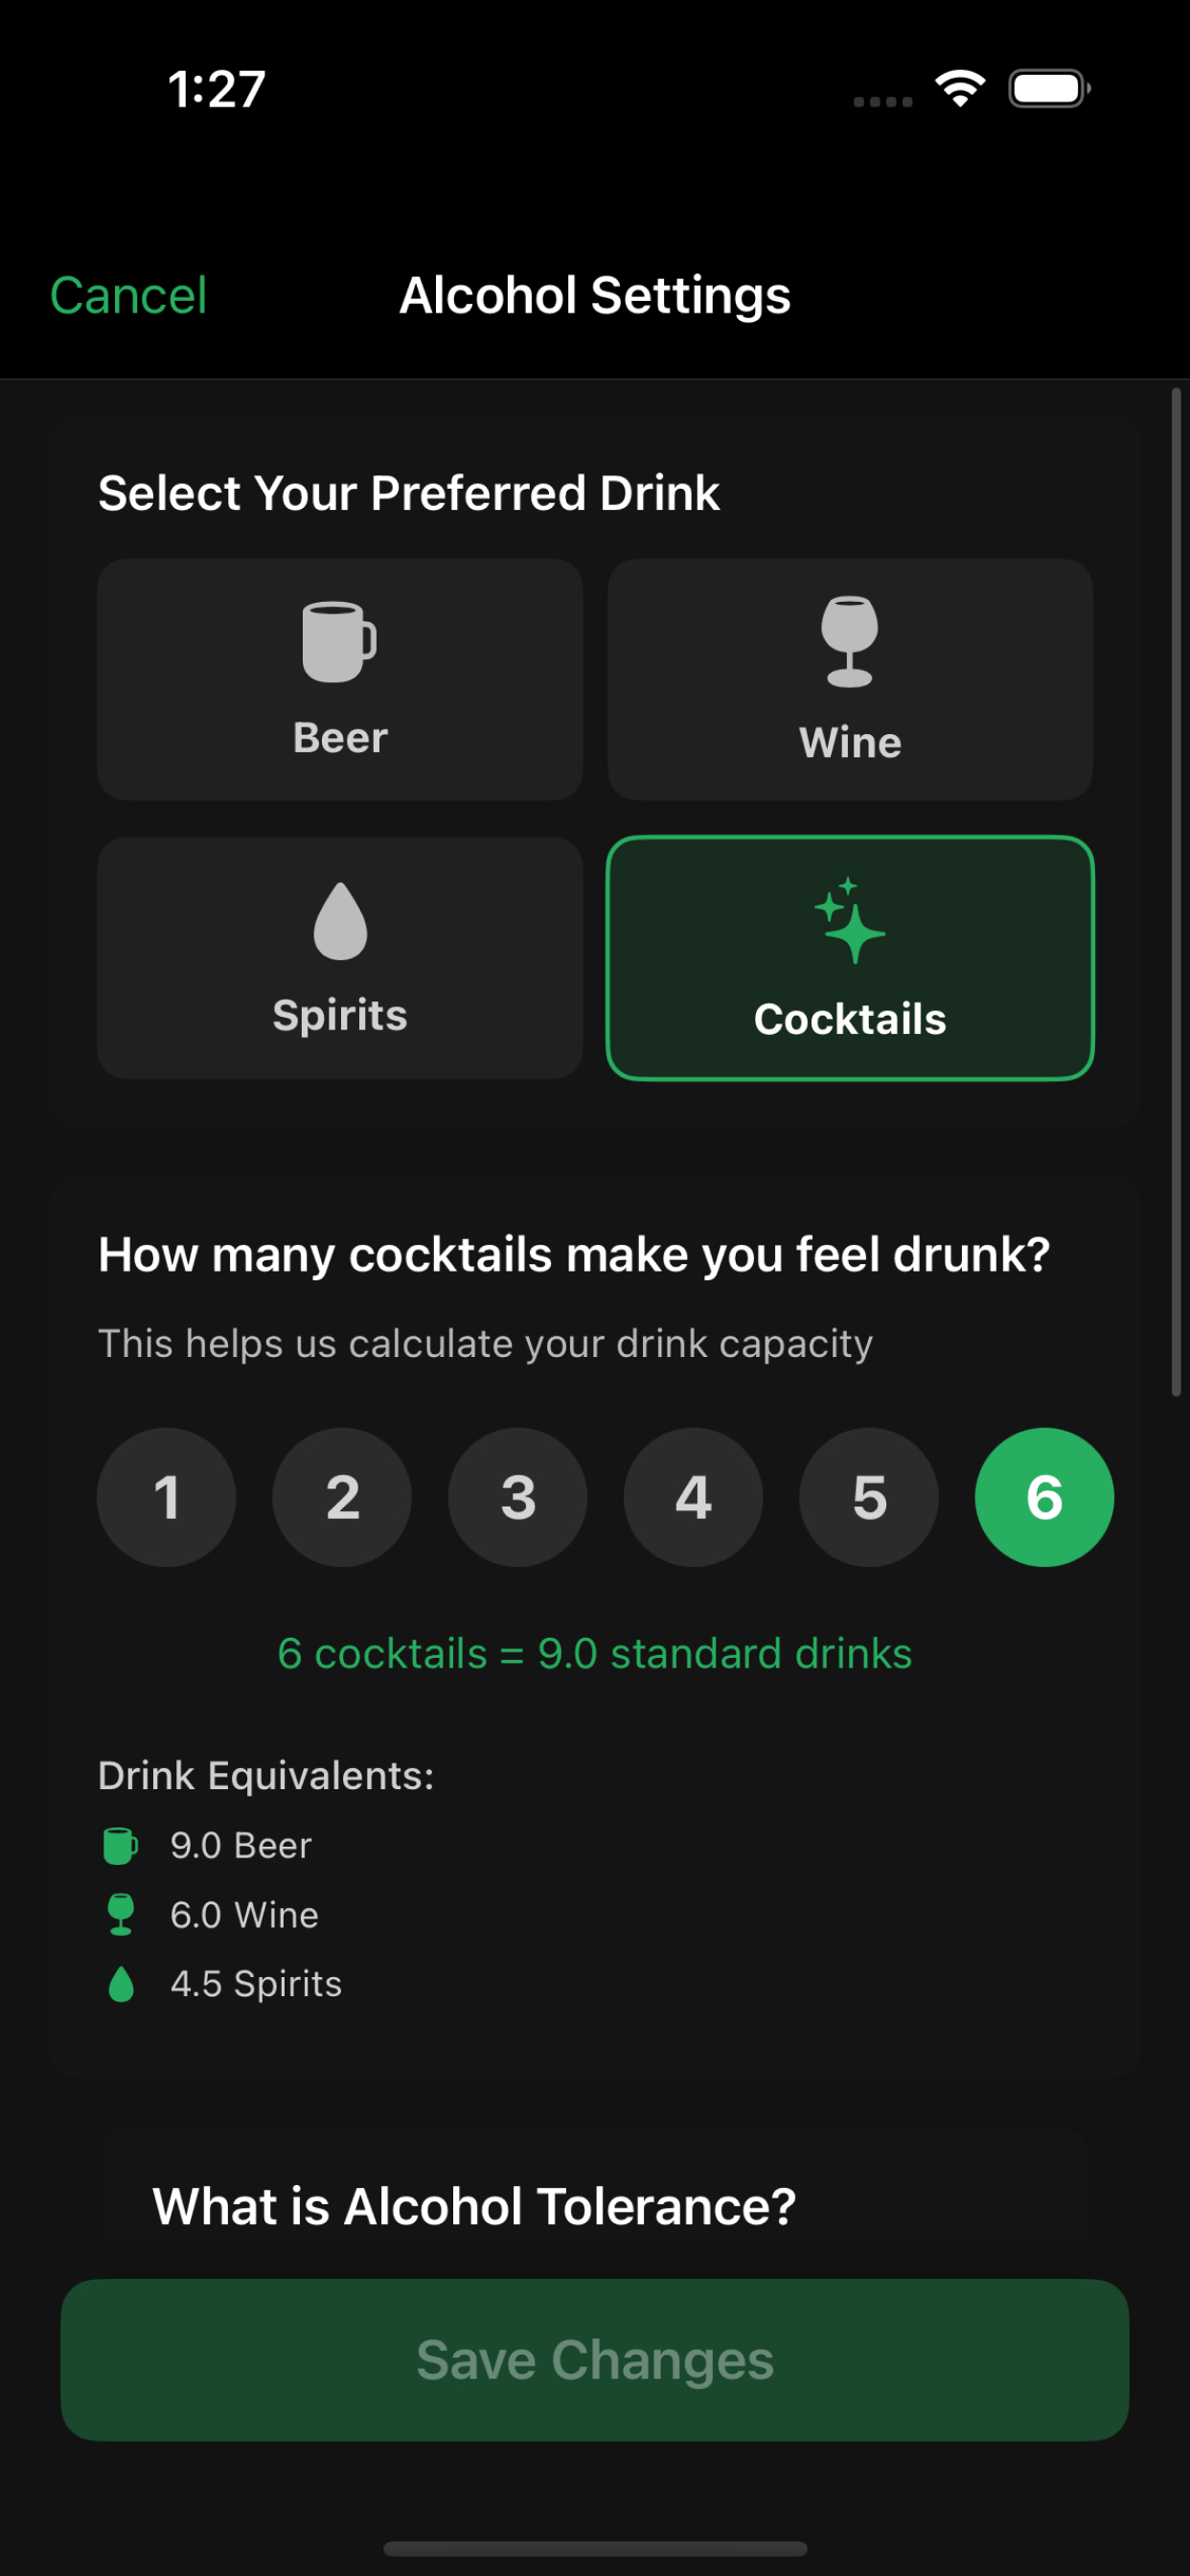 1:27
Cancel
Alcohol Settings
Select Your Preferred Drink
Beer
Wine
Spirits
Cocktails
How many cocktails make you feel drunk?
This helps us calculate your drink capacity
1 2 3 4 5 6
6 cocktails = 9.0 standard drinks
Drink Equivalents:
9.0 Beer
6.0 Wine
4.5 Spirits
What is Alcohol Tolerance?
Save Changes